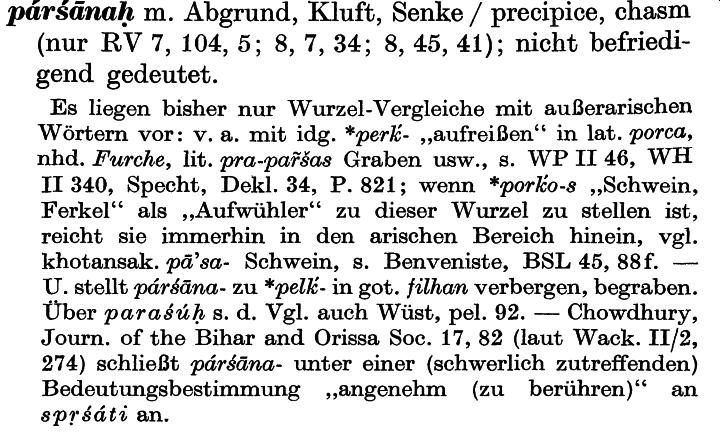 párśānaḥ m. Abgrund, Kluft, Senke / precipice, chasm
(nur RV 7, 104, 5; 8, 7, 34; 8, 45, 41); nicht befriedi-
gend gedeutet.
Es liegen bisher nur Wurzel-Vergleiche mit außerarischen
Wörtern vor: v. a. mit idg. *perḱ- „aufreißen“ in lat. porca,
nhd. Furche, lit. pra-par̃šas Graben usw., s. WP II 46, WH
II 340, Specht, Dekl. 34, P. 821; wenn *porḱo-s „Schwein,
Ferkel“ als „Aufwühler“ zu dieser Wurzel zu stellen ist,
reicht sie immerhin in den arischen Bereich hinein, vgl.
khotansak. pā’sa- Schwein, s. Benveniste, BSL 45, 88f. —
U. stellt párśāna- zu *pelḱ- in got. filhan verbergen, begraben.
Über paraśúḥ s. d. Vgl. auch Wüst, pel. 92. — Chowdhury,
Journ. of the Bihar and Orissa Soc. 17, 82 (laut Wack. II/2,
274) schließt párśāna- unter einer (schwerlich zutreffenden)
Bedeutungsbestimmung „angenehm (zu berühren)“ an
spṛśáti an.